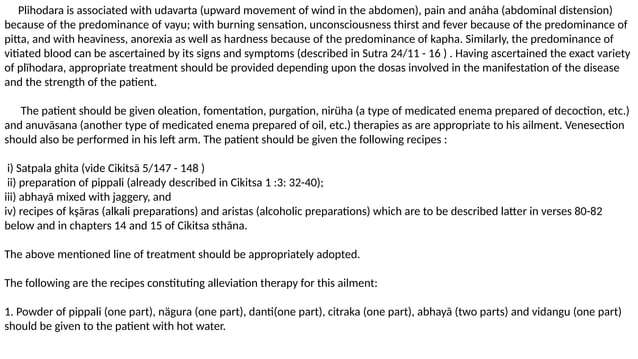 Plīhodara is associated with udavarta (upward movement of wind in the abdomen), pain and anáha (abdominal distension)
because of the predominance of vayu; with burning sensation, unconsciousness thirst and fever because of the predominance of
pitta, and with heaviness, anorexia as well as hardness because of the predominance of kapha. Similarly, the predominance of
vitiated blood can be ascertained by its signs and symptoms (described in Sutra 24/11 - 16 ) . Having ascertained the exact variety
of plīhodara, appropriate treatment should be provided depending upon the dosas involved in the manifestation of the disease
and the strength of the patient.
The patient should be given oleation, fomentation, purgation, nirüha (a type of medicated enema prepared of decoction, etc.)
and anuvāsana (another type of medicated enema prepared of oil, etc.) therapies as are appropriate to his ailment. Venesection
should also be performed in his left arm. The patient should be given the following recipes :
i) Satpala ghita (vide Cikitsā 5/147 - 148 )
ii) preparation of pippali (already described in Cikitsa 1 :3: 32-40);
iii) abhayā mixed with jaggery, and
iv) recipes of kṣāras (alkali preparations) and aristas (alcoholic preparations) which are to be described latter in verses 80-82
below and in chapters 14 and 15 of Cikitsa sthāna.
The above mentioned line of treatment should be appropriately adopted.
The following are the recipes constituting alleviation therapy for this ailment:
1. Powder of pippali (one part), nāgura (one part), danti(one part), citraka (one part), abhayā (two parts) and vidangu (one part)
should be given to the patient with hot water.